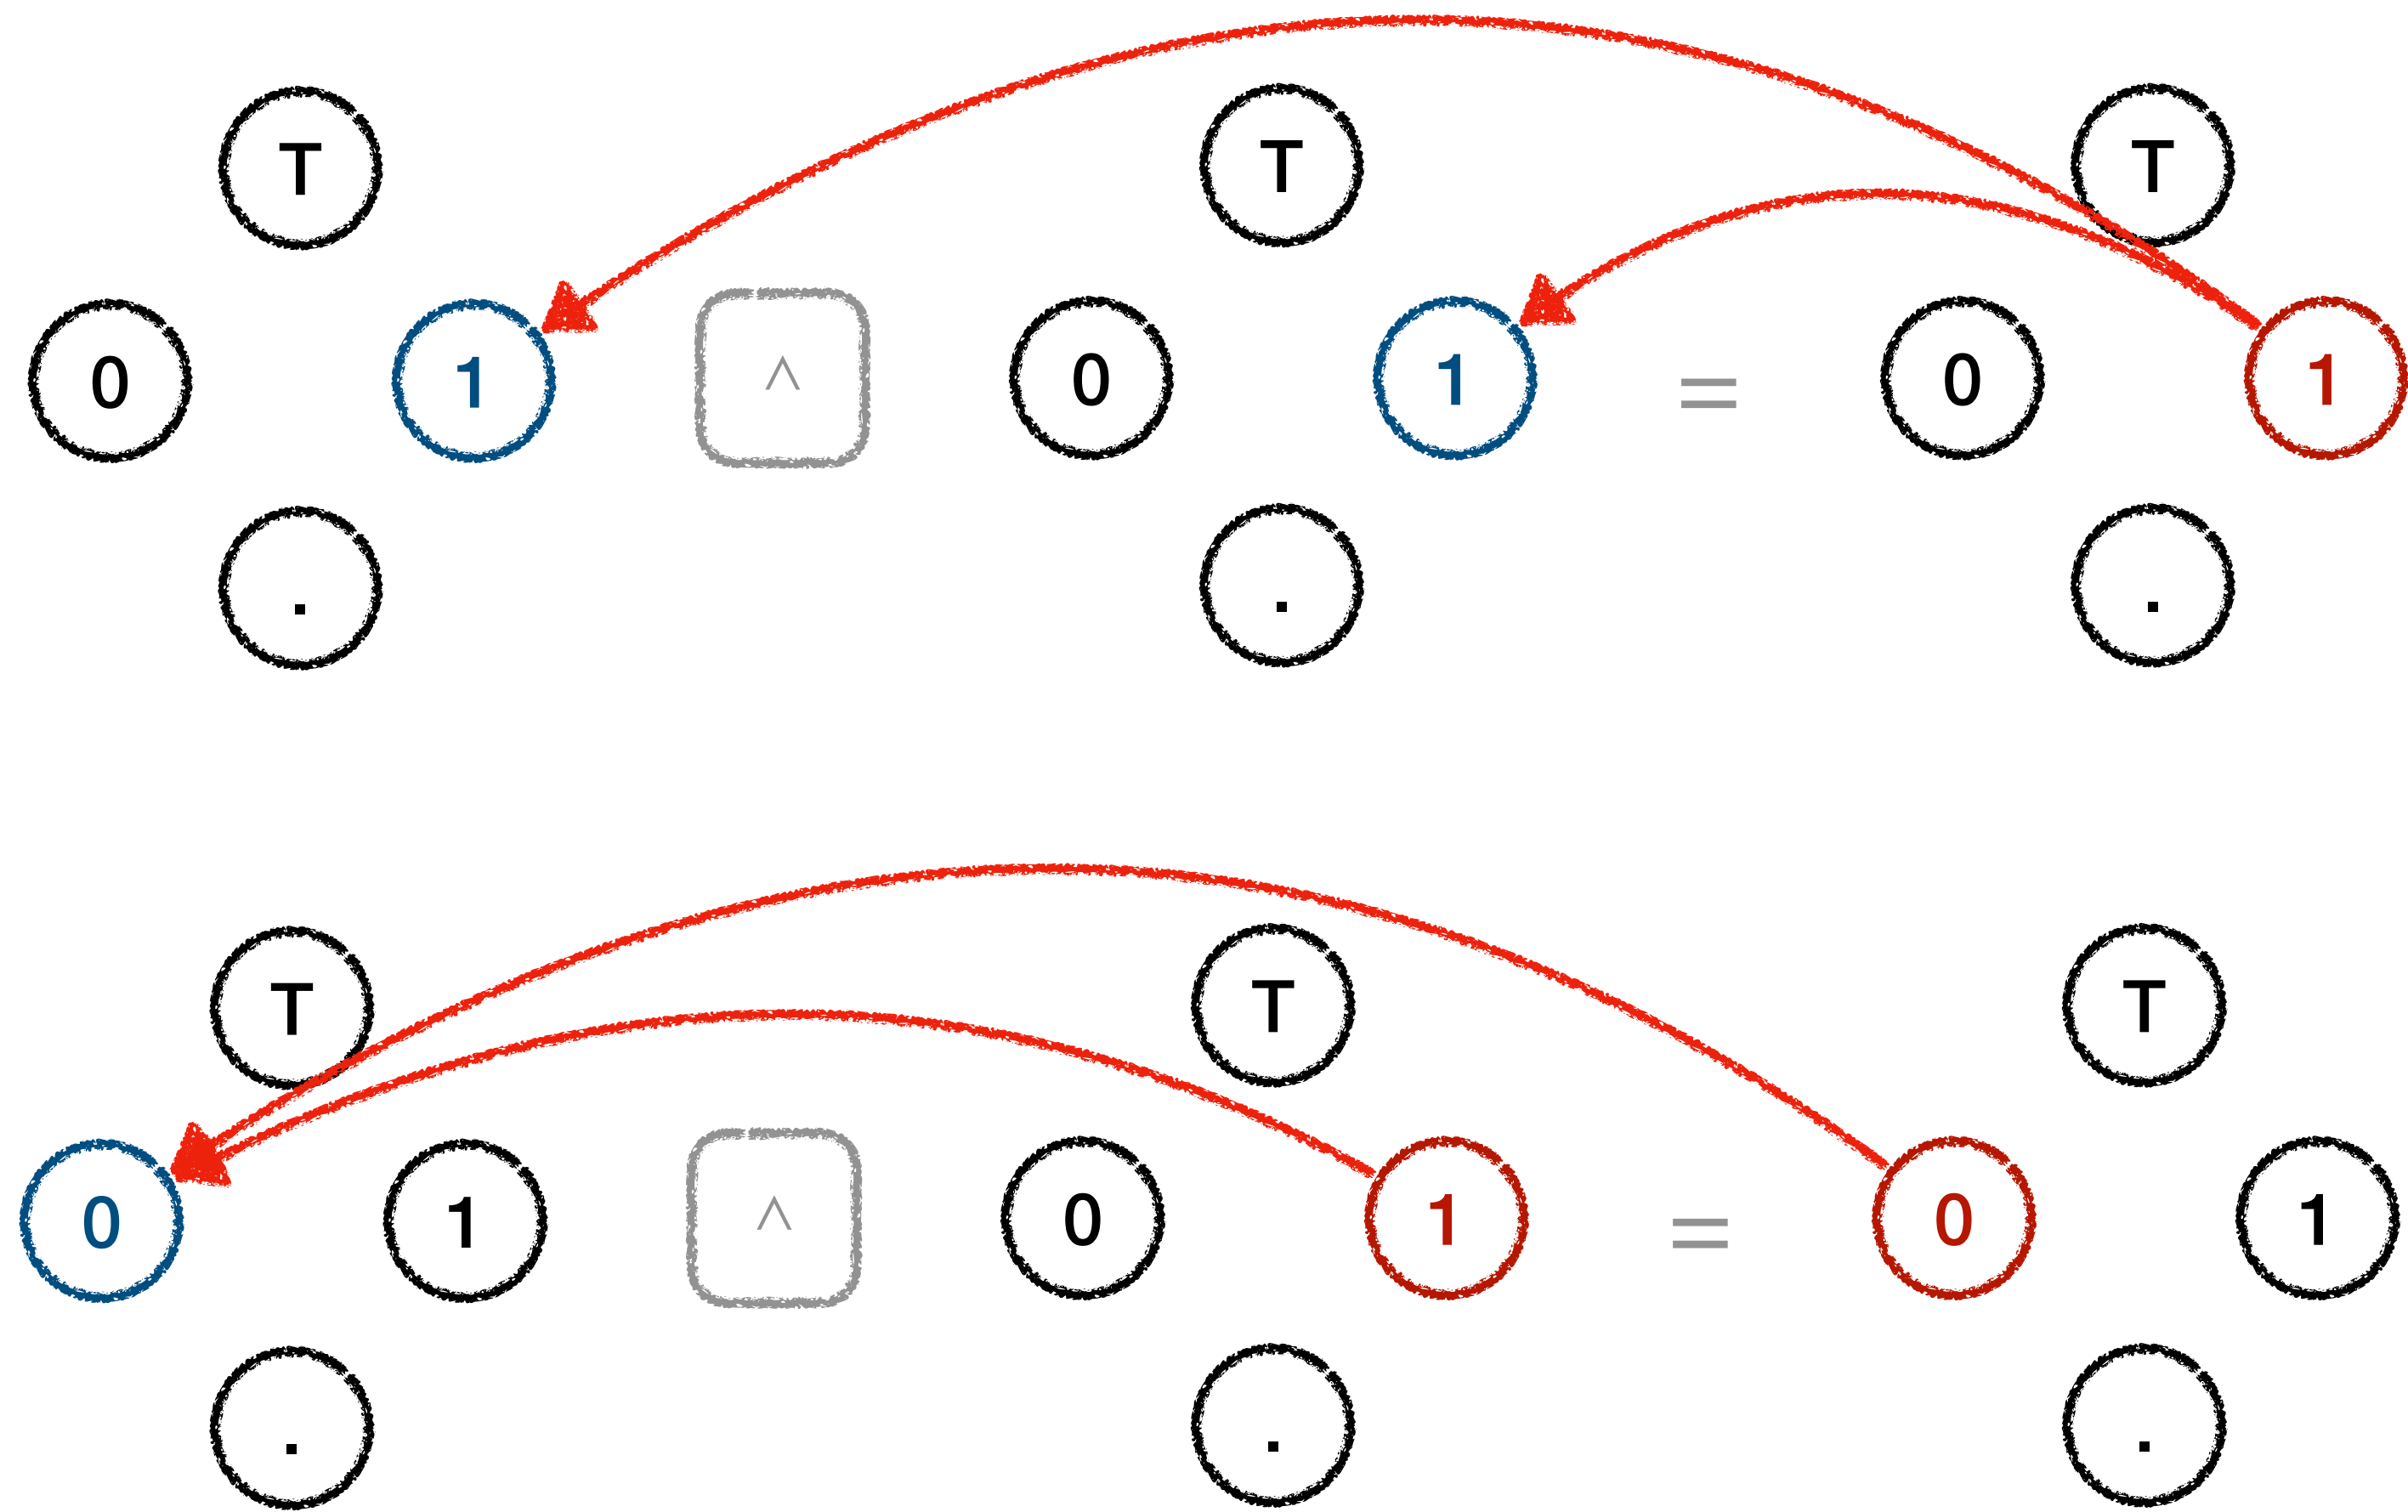 T T T
0 1 ^ 0 1 = 0 1
. . .
T T T
0 1 ^ 0 1 = 0 1
. . .